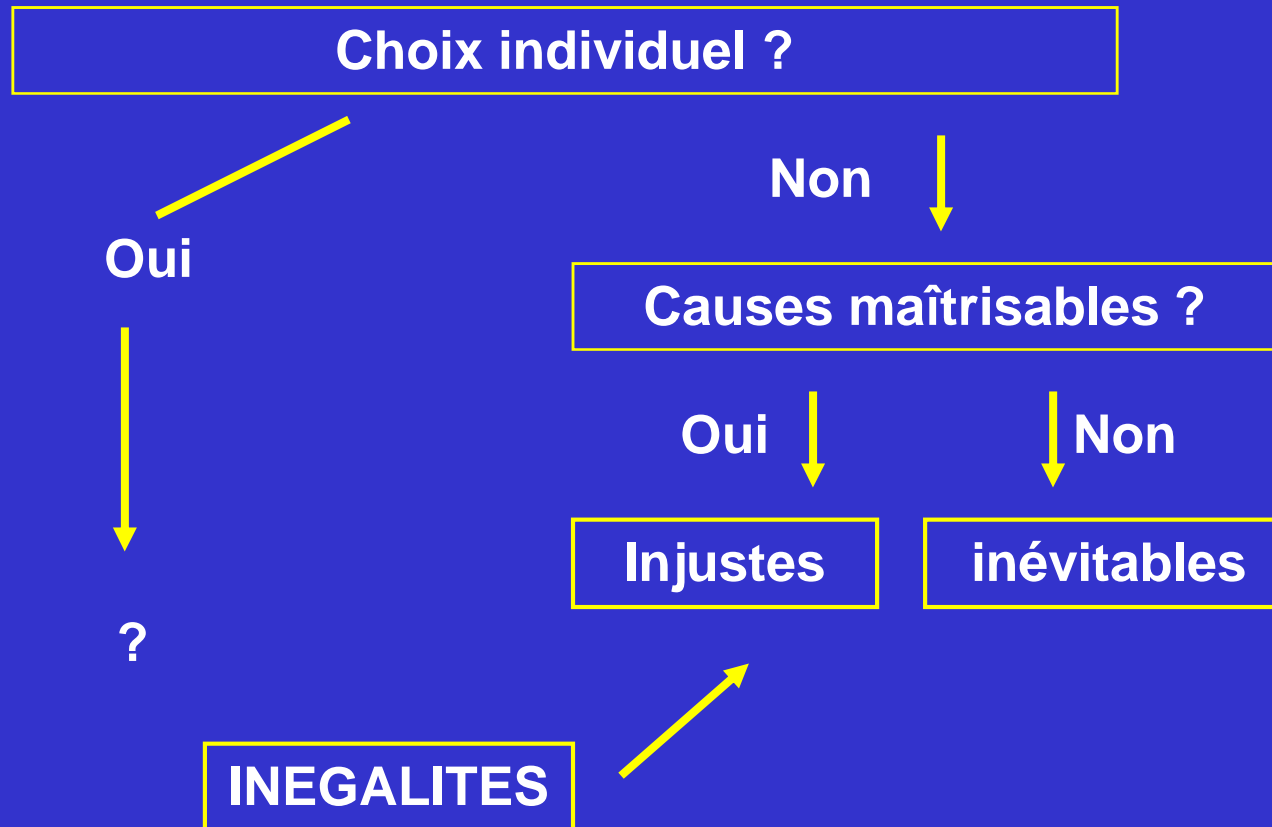 Choix individuel ?
Non
Oui
Causes maîtrisables ?
Oui
Non
Injustes
inévitables
?
INEGALITES